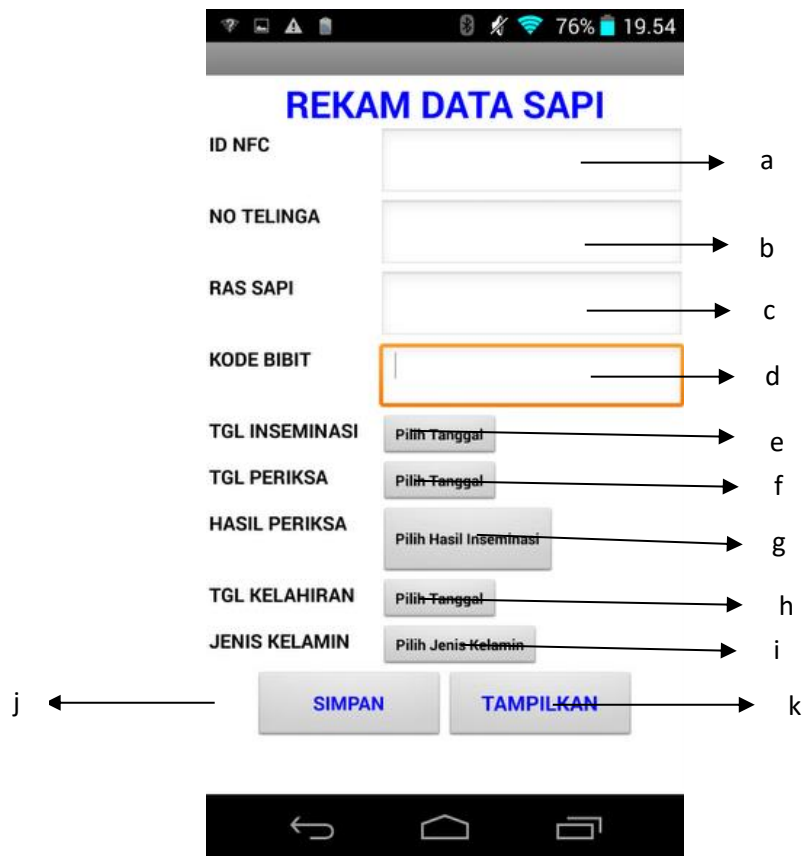 76% 19.54
REKAM DATA SAPI
ID NFC
a
NO TELINGA
b
RAS SAPI
c
KODE BIBIT
d
TGL INSEMINASI Pilih Tanggal
e
TGL PERIKSA Pilih Tanggal
f
HASIL PERIKSA
Pilih Hasil Inseminasi
g
TGL KELAHIRAN Pilih Tanggal
h
JENIS KELAMIN Pilih Jenis Kelamin
i
j SIMPAN TAMPILKAN k